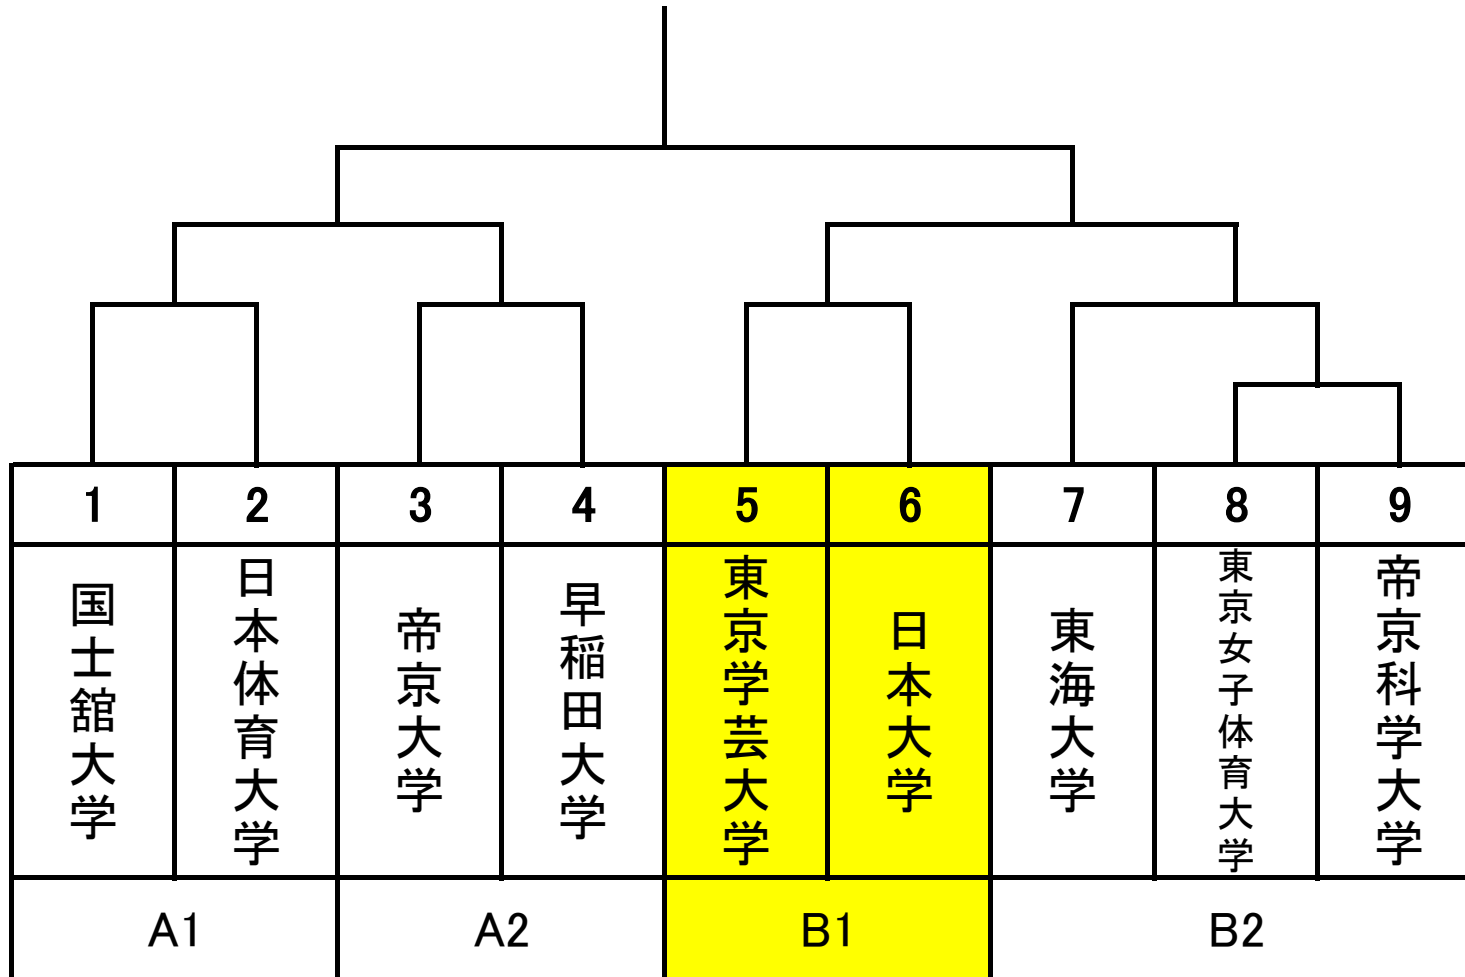 1 2 3 4 5 6 7 8 9
国士舘大学
日本体育大学
帝京大学
早稲田大学
東京学芸大学
日本大学
東海大学
東京女子体育大学
帝京科学大学
A1 A2 B1 B2